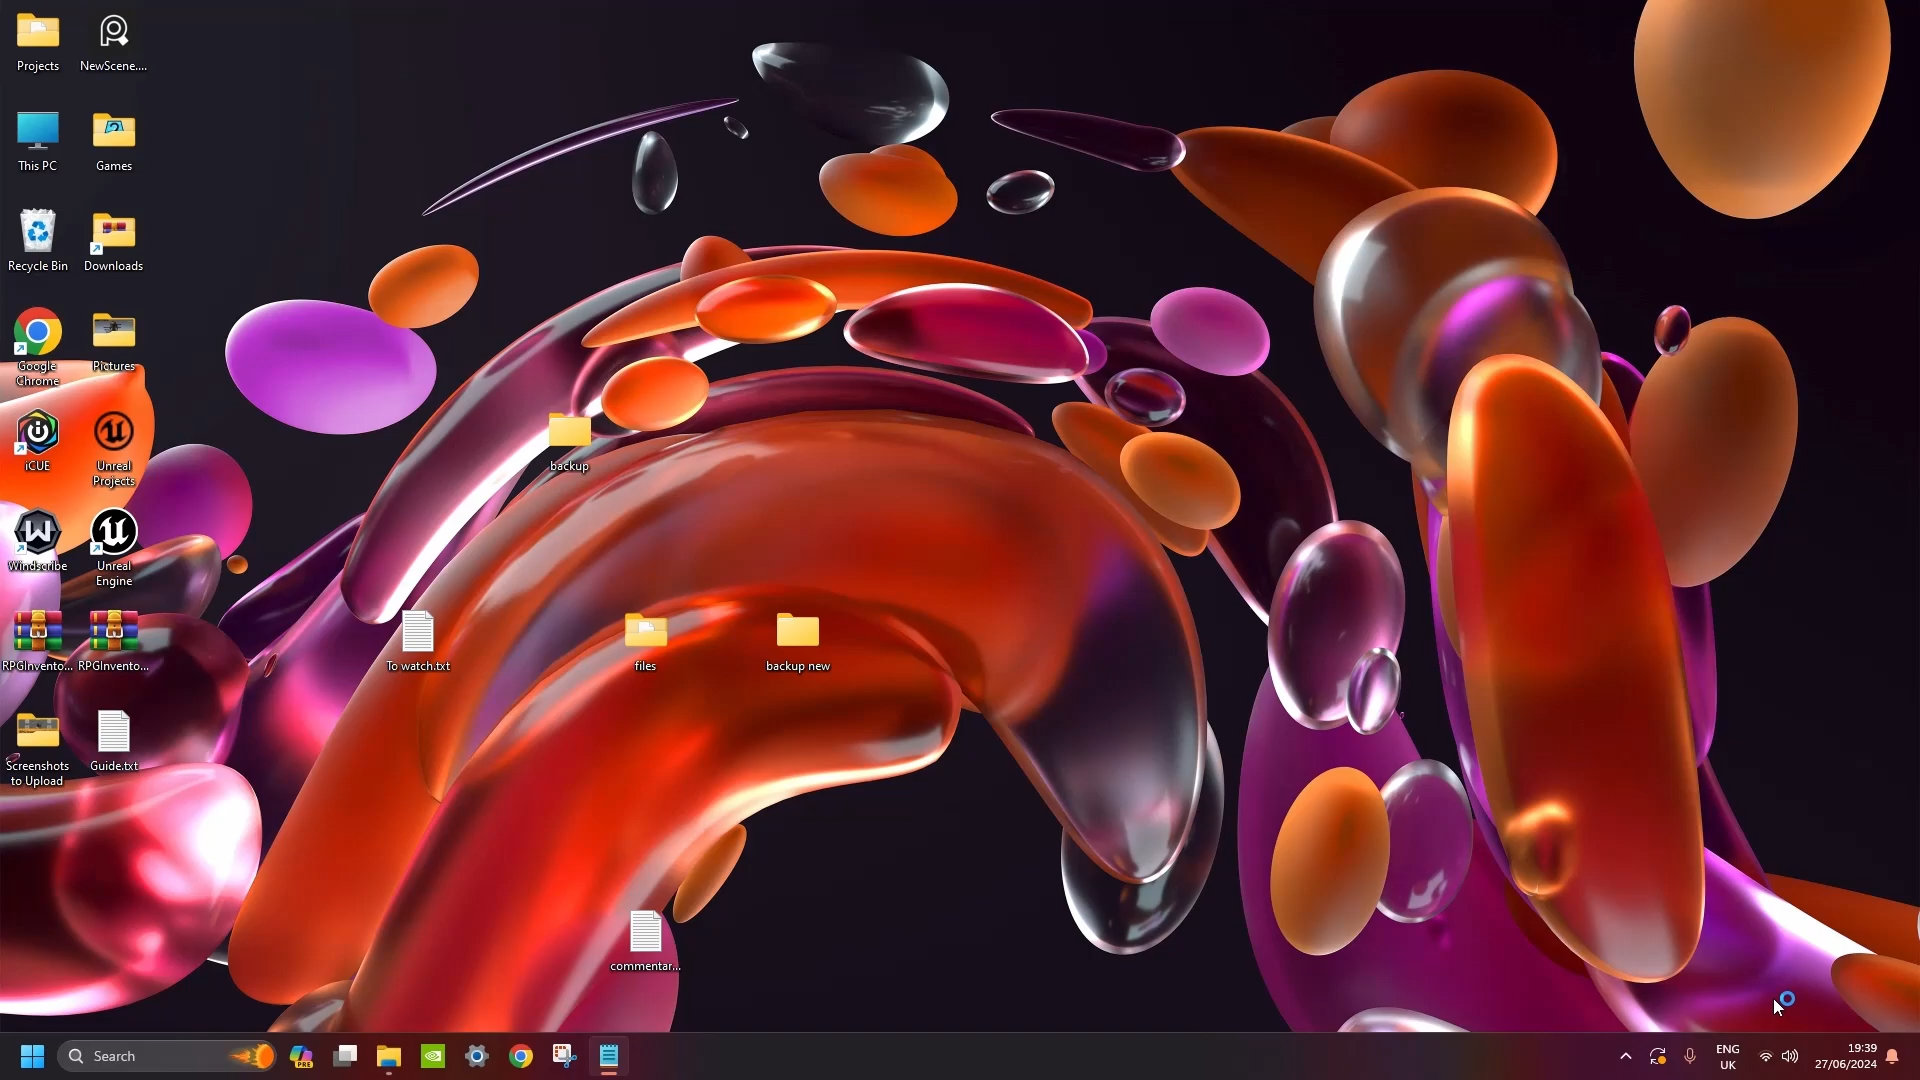 Projects
NewScene....
This PC
Games
Recycle Bin
Downloads
Google
Chrome
Pictures
iCUE
Unreal
Projects
backup
Windscribe
Unreal
Engine
RPGInvento...
RPGInvento...
To watch.txt
files
backup new
Screenshots
to Upload
Guide.txt
commentar...
Search
PRE
ENG
UK
19:39
27/06/2024